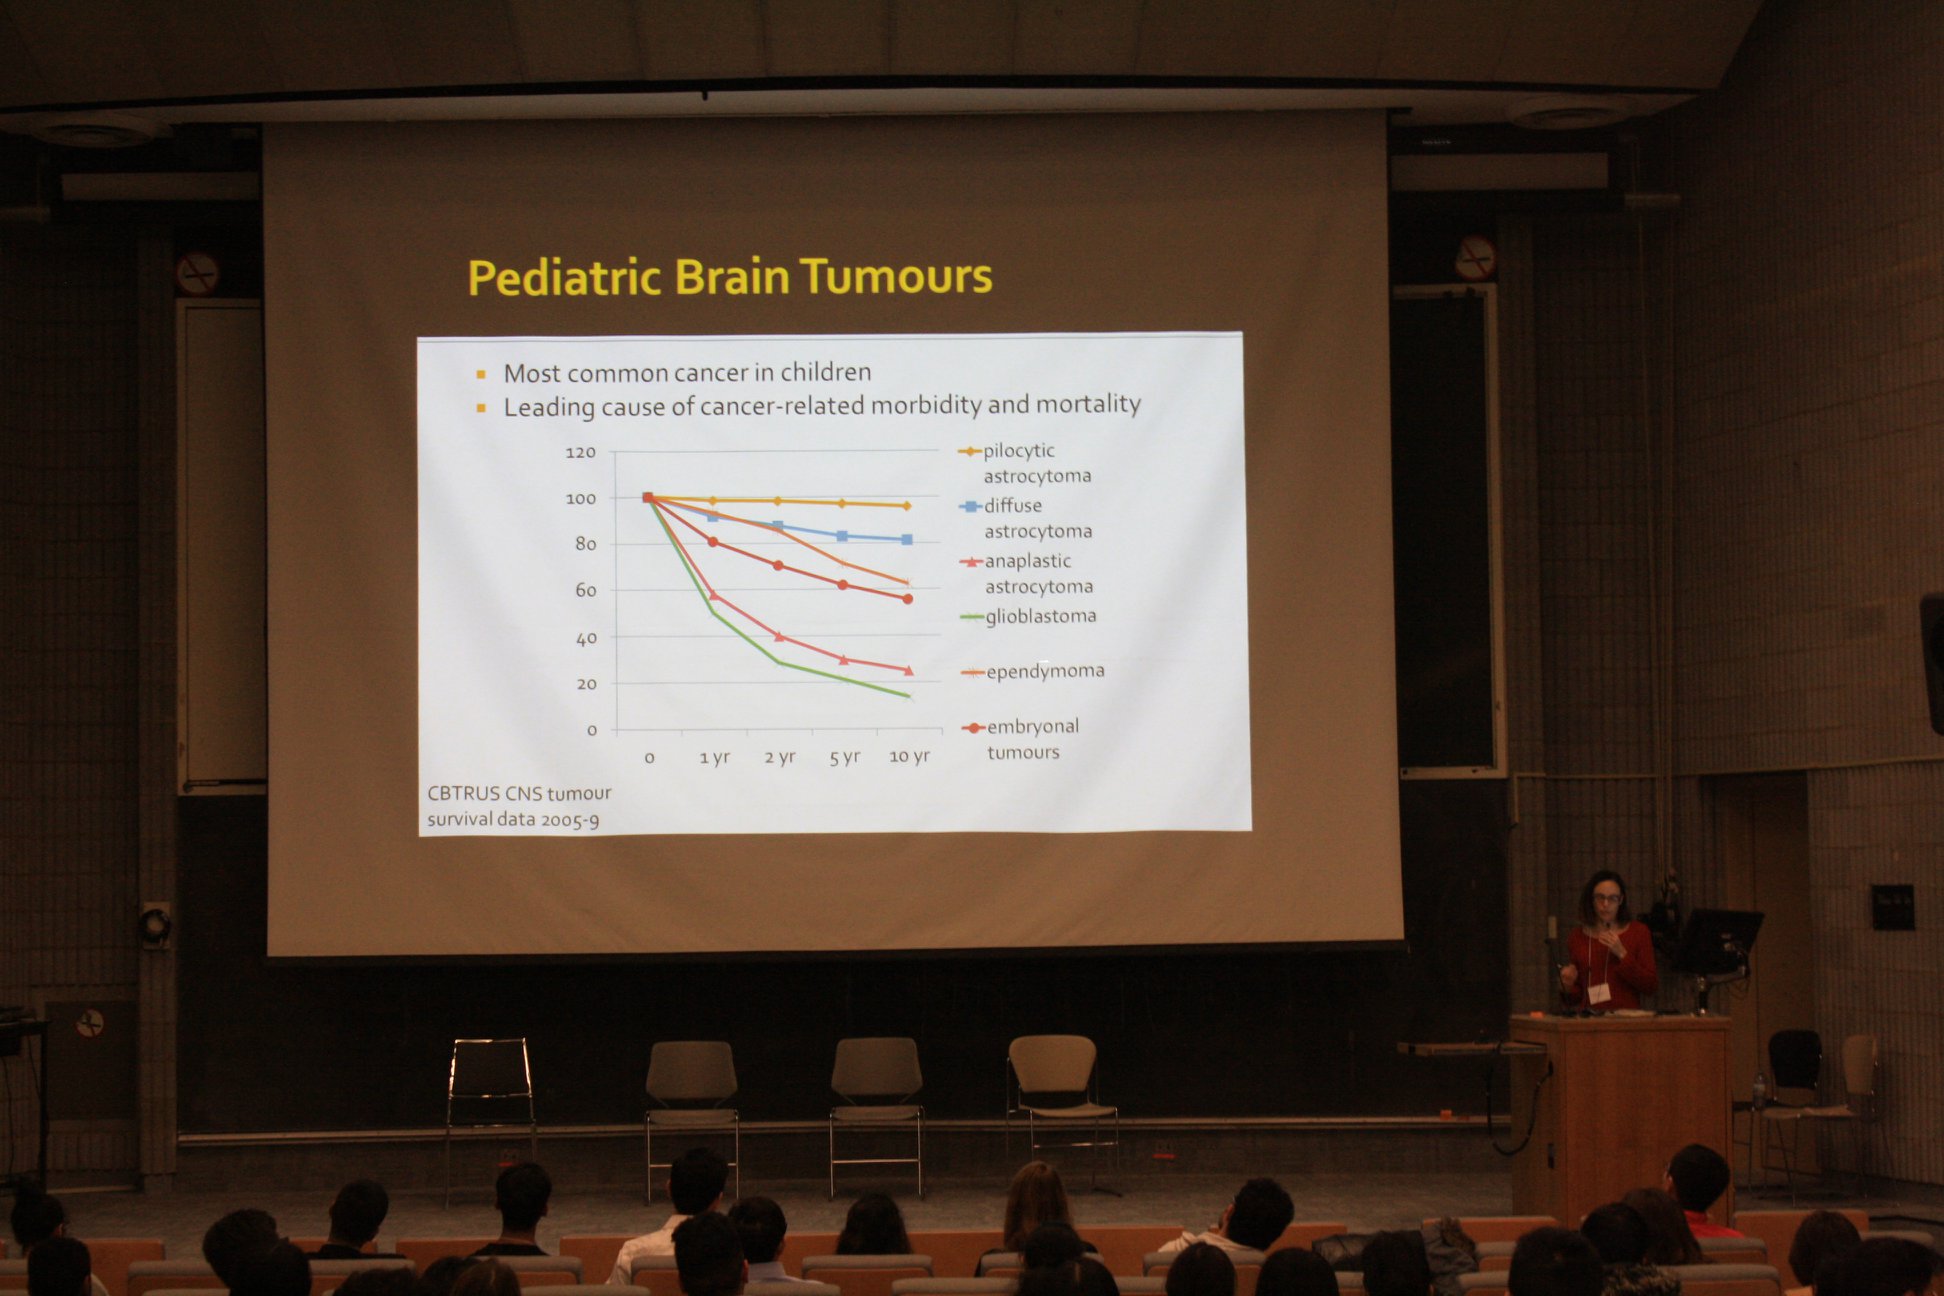 Pediatric Brain Tumours
Most common cancer in children
Leading cause of cancer-related morbidity and mortality
120
100
80
60
40
20
0
0 1 yr 2 yr 5 yr 10 yr
pilocytic
astrocytoma
diffuse
astrocytoma
anaplastic
astrocytoma
glioblastoma
ependymoma
embryonal
tumours
CBTRUS CNS tumour
survival data 2005-9